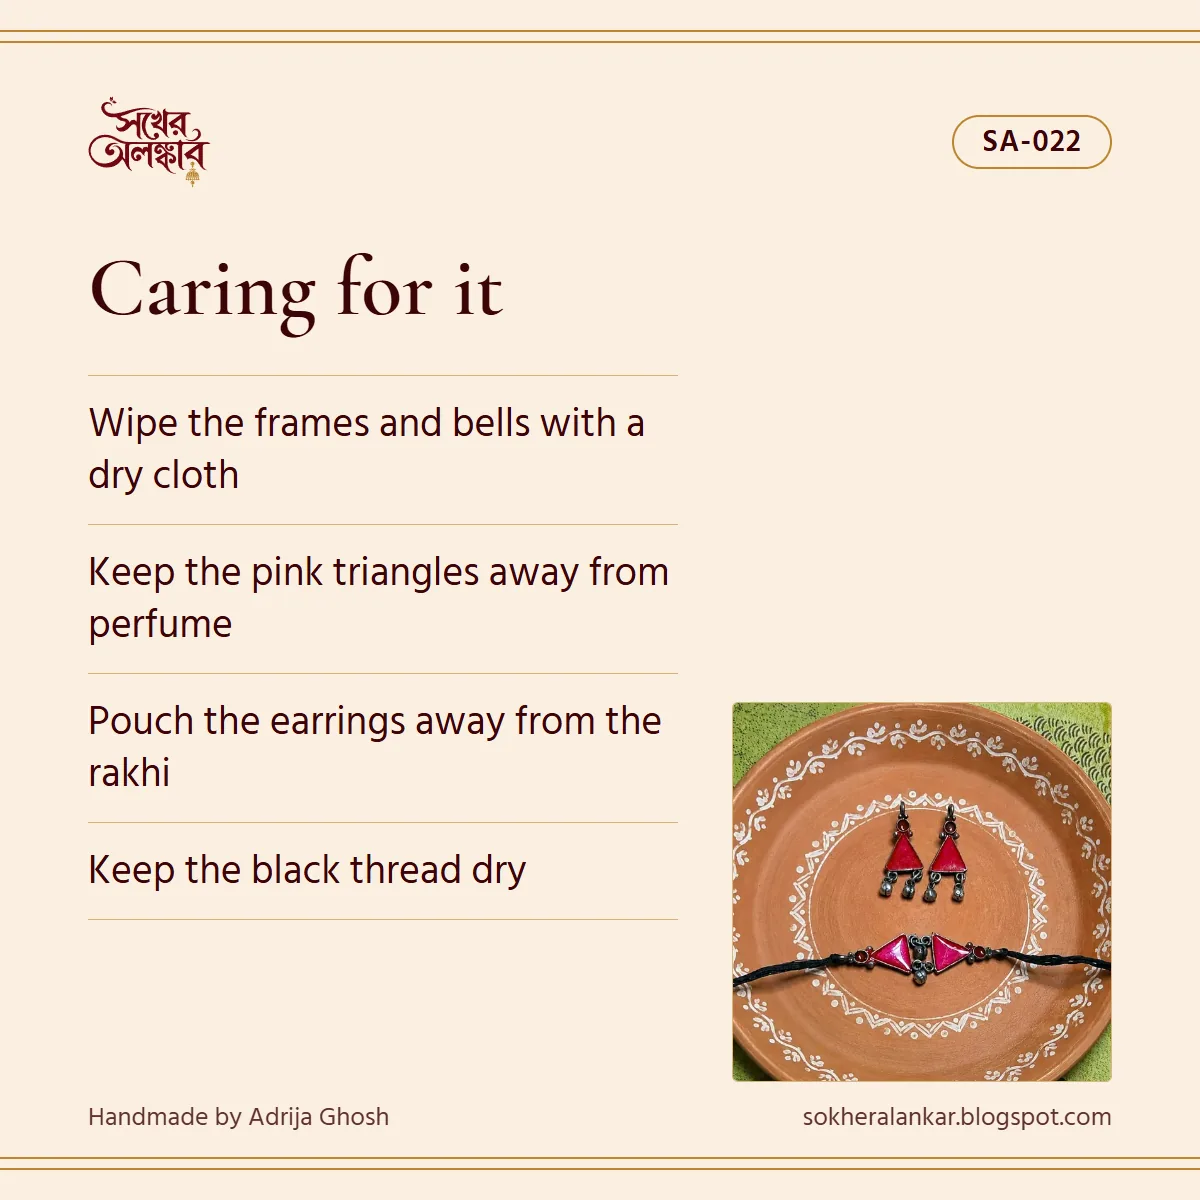 সখের
অলঙ্কার
SA-022
Caring for it
Wipe the frames and bells with a
dry cloth
Keep the pink triangles away from
perfume
Pouch the earrings away from the
rakhi
Keep the black thread dry
Handmade by Adrija Ghosh
sokheralankar.blogspot.com